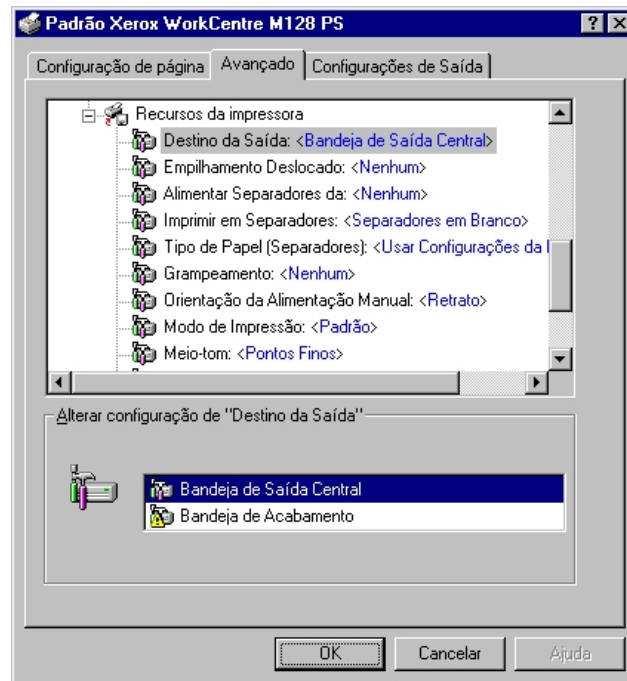 Padrão Xerox WorkCentre M128 PS
Configuração de página Avançado Configurações de Saída
Recursos da impressora
Destino da Saída: <Bandeja de Saída Central>
Empilhamento Deslocado: <Nenhum>
Alimentar Separadores da: <Nenhum>
Imprimir em Separadores: <Separadores em Branco>
Tipo de Papel (Separadores): <Usar Configurações da I
Grampeamento: <Nenhum>
Orientação da Alimentação Manual: <Retrato>
Modo de Impressão: <Padrão>
Meio-tom: <Pontos Finos>
Alterar configuração de "Destino da Saída"
Bandeja de Saída Central
Bandeja de Acabamento
OK Cancelar Ajuda